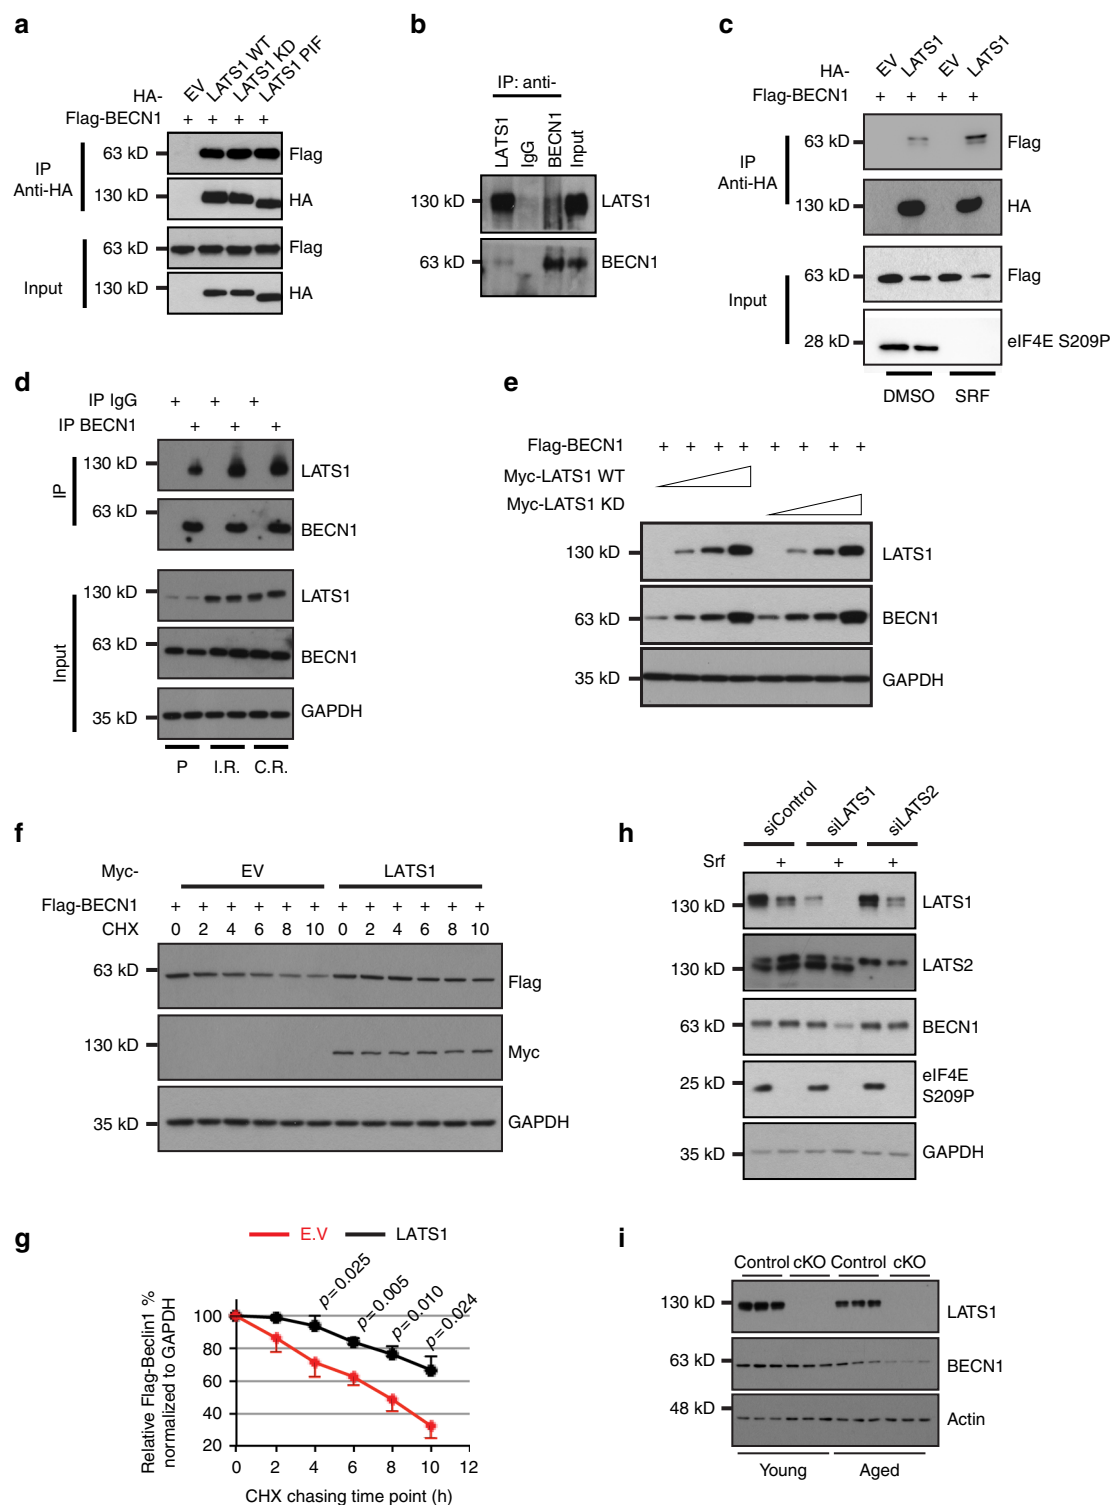 a
HA-
EV
LATS1 WT
LATS1 KD
LATS1 PIF
Flag-BECN1 + + + +
IP
Anti-HA
63 kD Flag
130 kD HA
Input
63 kD Flag
130 kD HA
b
IP: anti-
LATS1
IgG
BECN1
Input
130 kD LATS1
63 kD BECN1
c
HA-
EV
LATS1
EV
LATS1
Flag-BECN1 + + + +
IP
Anti-HA
63 kD Flag
130 kD HA
Input
63 kD Flag
28 kD eIF4E S209P
DMSO SRF
d
IP IgG + + +
IP BECN1 + + +
IP
130 kD LATS1
63 kD BECN1
Input
130 kD LATS1
63 kD BECN1
35 kD GAPDH
P I.R. C.R.
e
Flag-BECN1 + + + + + + + +
Myc-LATS1 WT
Myc-LATS1 KD
130 kD LATS1
63 kD BECN1
35 kD GAPDH
f
Myc- EV LATS1
Flag-BECN1 + + + + + + + + + + + +
CHX 0 2 4 6 8 10 0 2 4 6 8 10
63 kD Flag
130 kD Myc
35 kD GAPDH
g
E.V LATS1
Relative Flag-Beclin1 %
normalized to GAPDH
100
80
60
40
20
p=0.025
p=0.005
p=0.010
p=0.024
0 2 4 6 8 10 12
CHX chasing time point (h)
h
siControl
siLATS1
siLATS2
Srf + + +
130 kD LATS1
130 kD LATS2
63 kD BECN1
25 kD eIF4E
S209P
35 kD GAPDH
i
Control cKO Control cKO
130 kD LATS1
63 kD BECN1
48 kD Actin
Young Aged